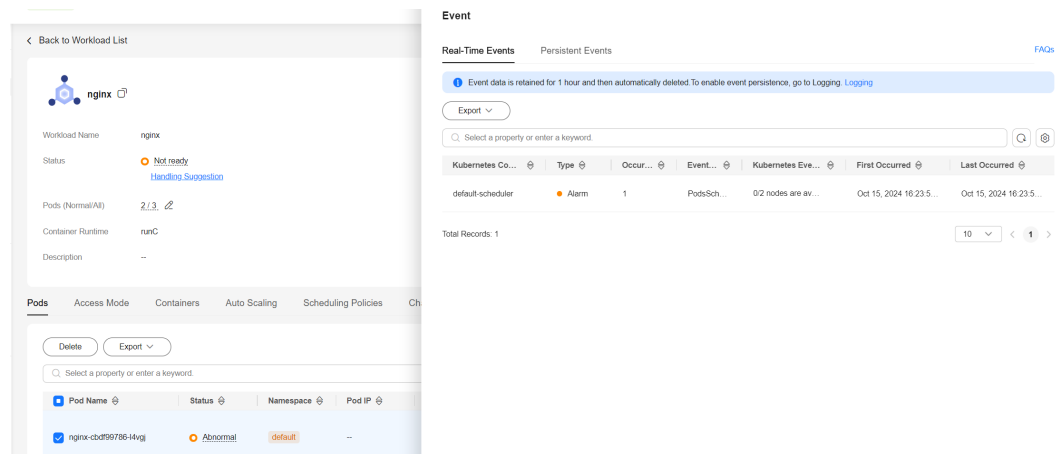 Back to Workload List
nginx
Workload Name nginx
Status Not ready
Handling Suggestion
Pods (Normal/All) 2 / 3
Container Runtime runC
Description --
Pods Access Mode Containers Auto Scaling Scheduling Policies Ch
Delete Export
Select a property or enter a keyword.
Pod Name Status Namespace Pod IP
nginx-cbdf99786-l4vgj Abnormal default --
Event
Real-Time Events Persistent Events FAQs
Event data is retained for 1 hour and then automatically deleted.To enable event persistence, go to Logging. Logging
Export
Select a property or enter a keyword.
Kubernetes Co... Type Occur... Event... Kubernetes Eve... First Occurred Last Occurred
default-scheduler Alarm 1 PodsSch... 0/2 nodes are av... Oct 15, 2024 16:23:5... Oct 15, 2024 16:23:5...
Total Records: 1 10 1